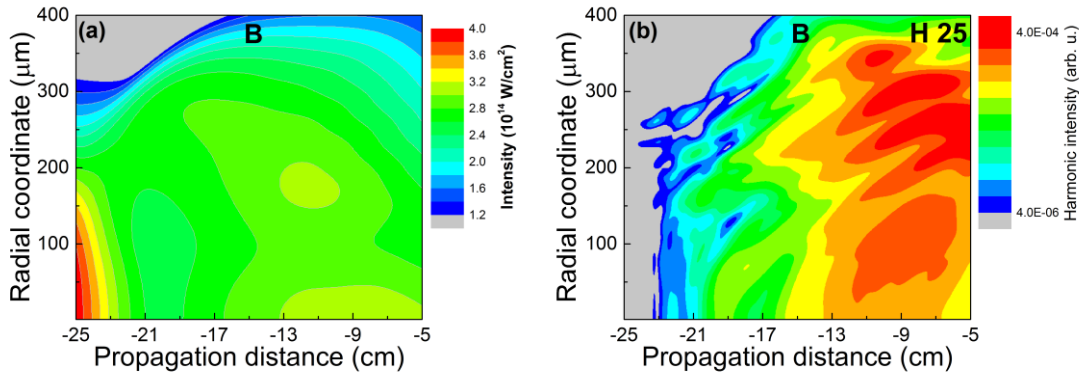 (a)
B
400
300
200
100
-25
-21
-17
-13
-9
-5
Radial coordinate (μm)
Propagation distance (cm)
4.0
3.6
3.2
2.8
2.4
2.0
1.6
1.2
Intensity (10¹⁴ W/cm²)
(b)
B
H 25
400
300
200
100
-25
-21
-17
-13
-9
-5
Radial coordinate (μm)
Propagation distance (cm)
4.0E-04
4.0E-06
Harmonic intensity (arb. u.)